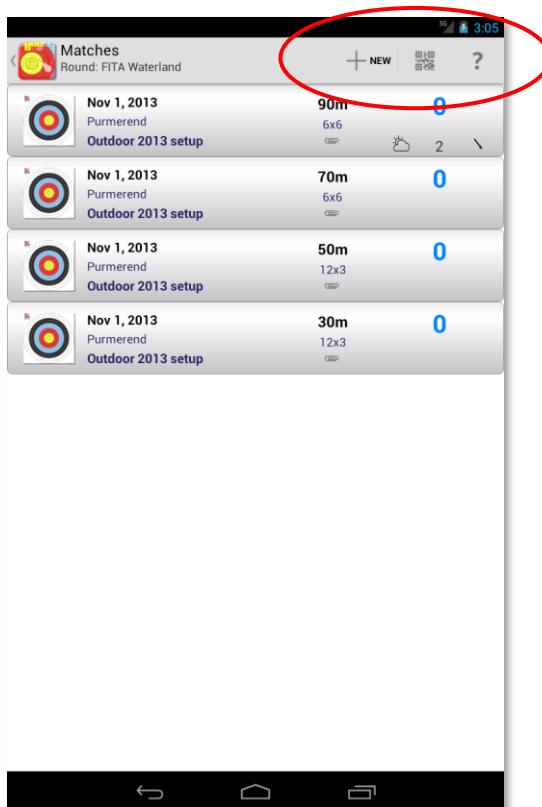 3G 3:05
Matches
Round: FITA Waterland
NEW
?
Nov 1, 2013 90m 0
Purmerend 6x6
Outdoor 2013 setup 2
Nov 1, 2013 70m 0
Purmerend 6x6
Outdoor 2013 setup
Nov 1, 2013 50m 0
Purmerend 12x3
Outdoor 2013 setup
Nov 1, 2013 30m 0
Purmerend 12x3
Outdoor 2013 setup